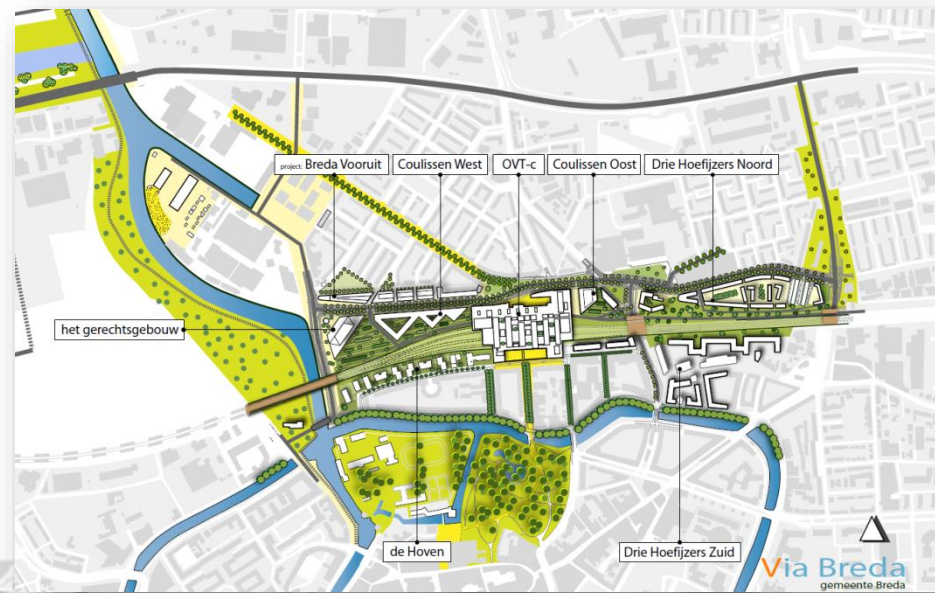 project: Breda Vooruit
Coulissen West
OVT-c
Coulissen Oost
Drie Hoefijzers Noord
het gerechtsgebouw
de Hoven
Drie Hoefijzers Zuid
Via Breda
gemeente Breda